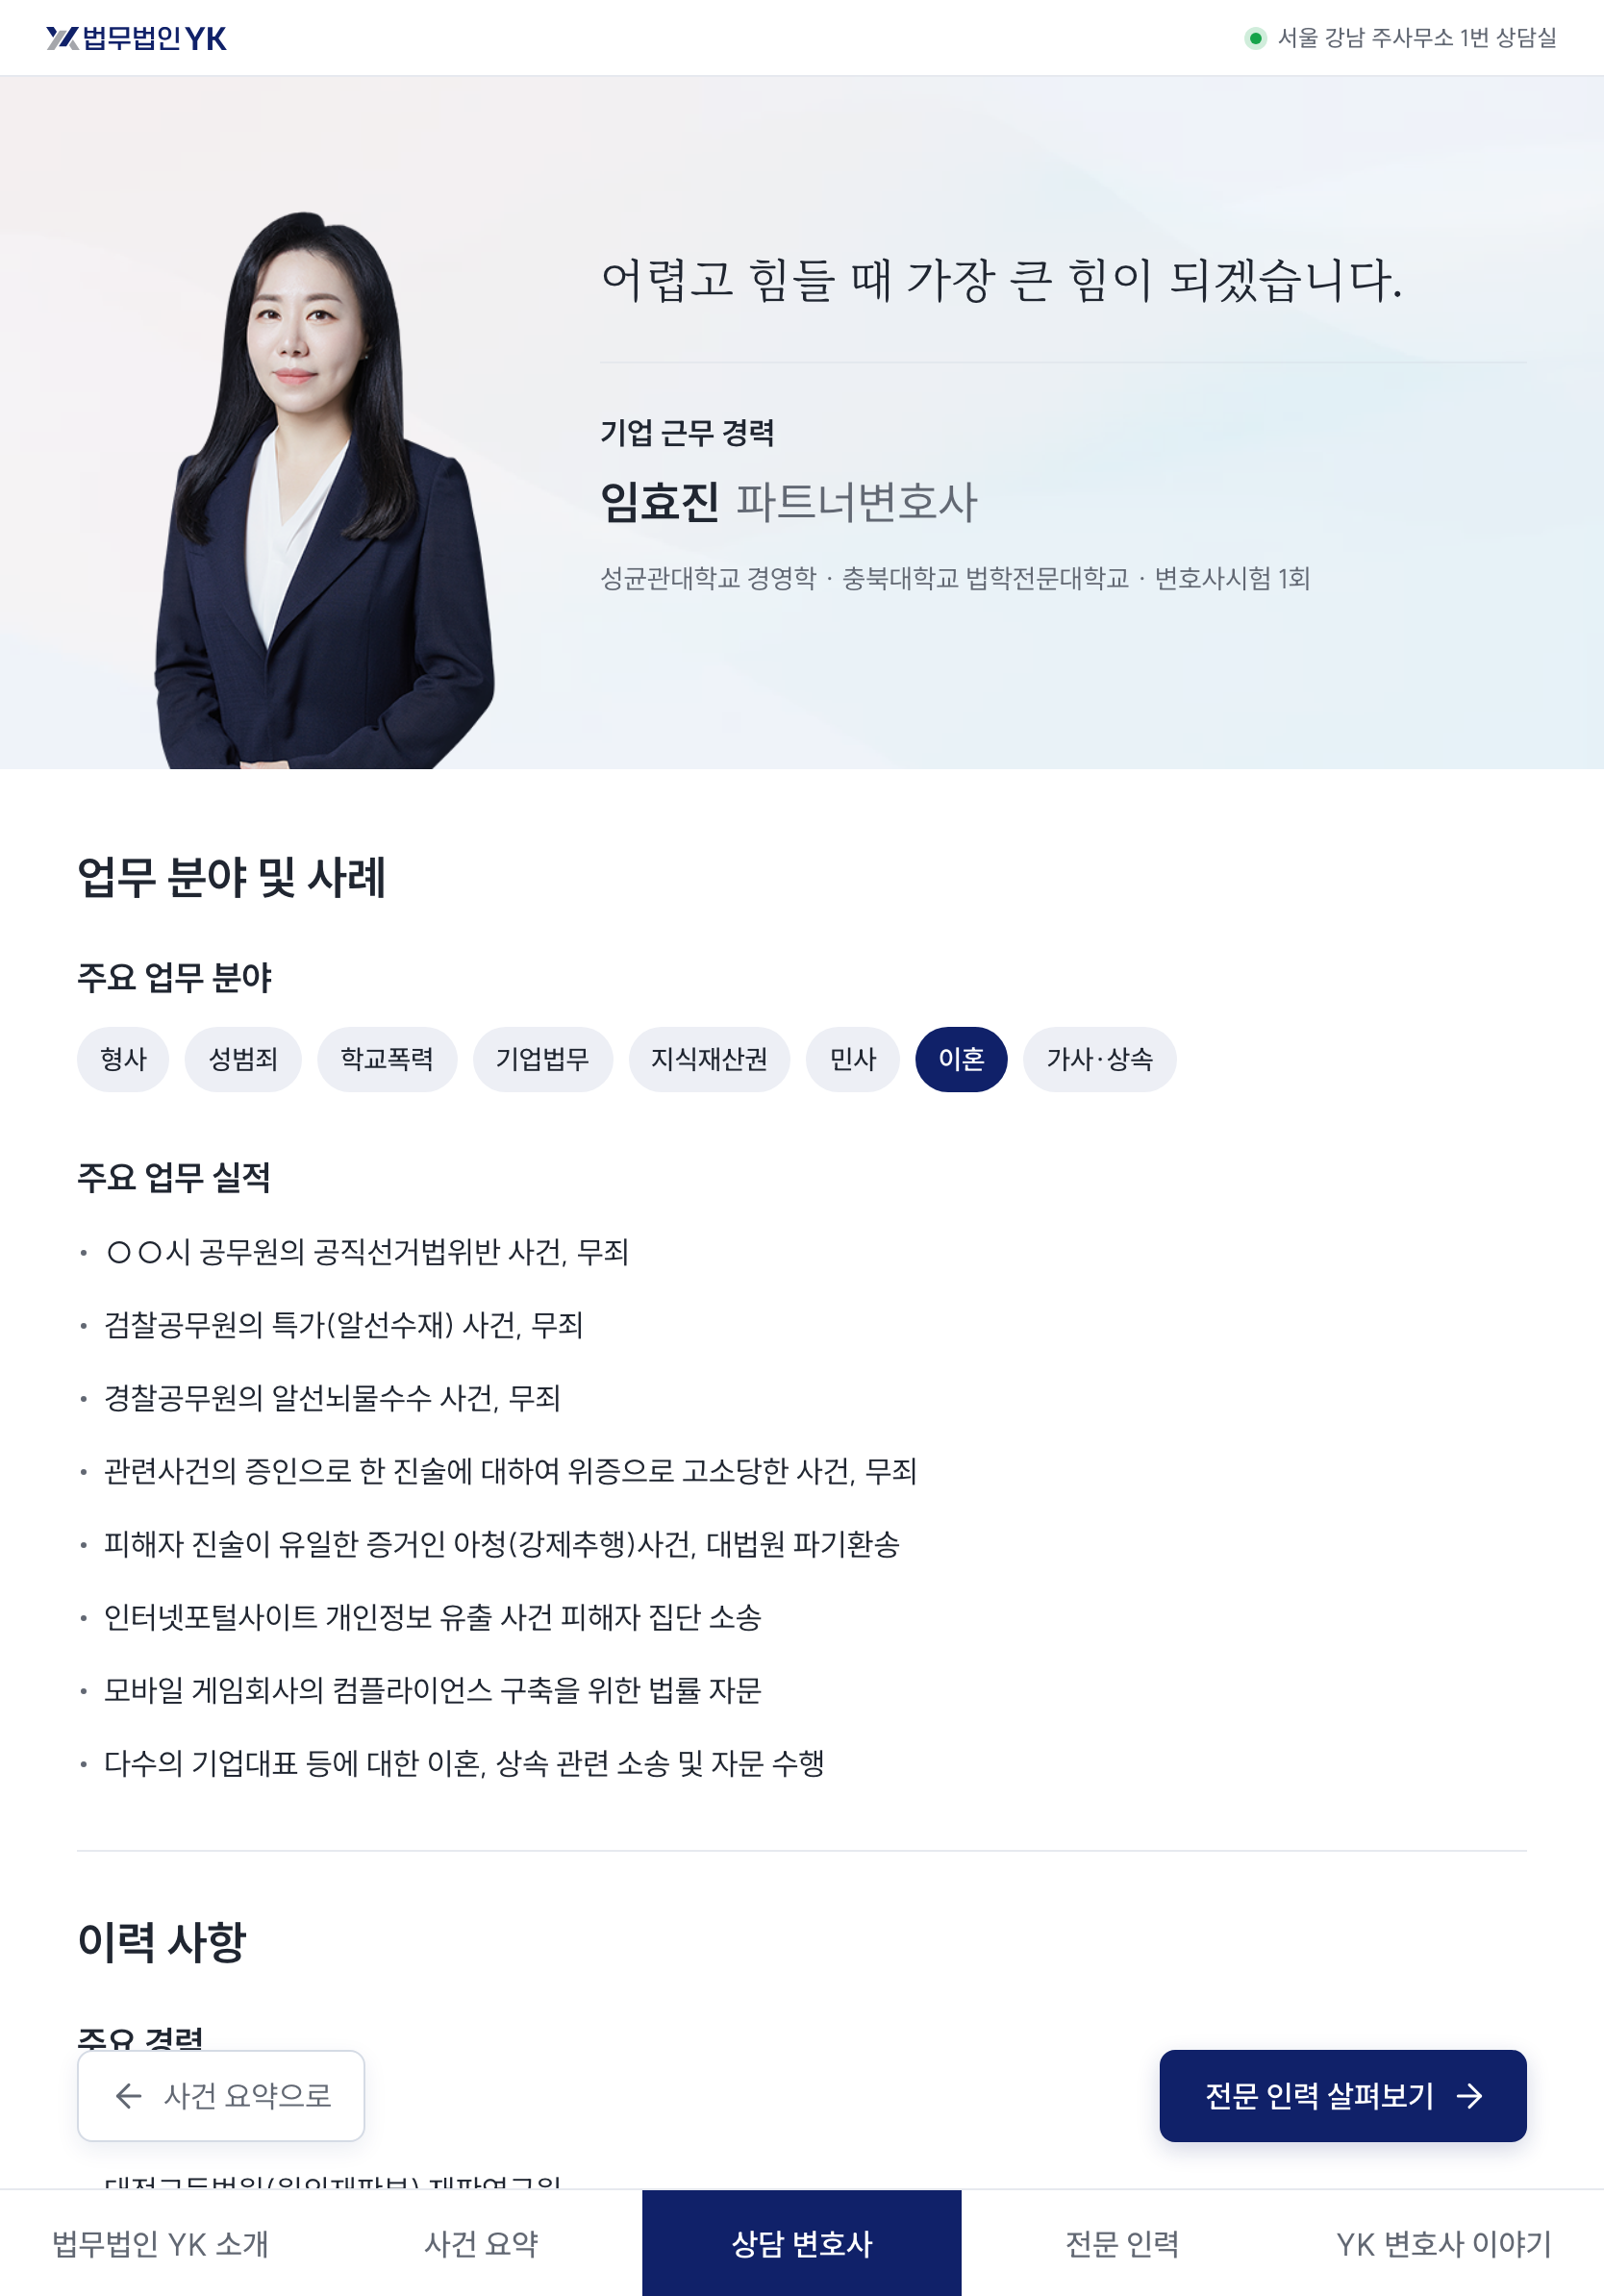 법무법인 YK
서울 강남 주사무소 1번 상담실
어렵고 힘들 때 가장 큰 힘이 되겠습니다.
기업 근무 경력
임효진 파트너변호사
성균관대학교 경영학 · 충북대학교 법학전문대학교 · 변호사시험 1회
업무 분야 및 사례
주요 업무 분야
형사 성범죄 학교폭력 기업법무 지식재산권 민사 이혼 가사·상속
주요 업무 실적
• ○○시 공무원의 공직선거법위반 사건, 무죄
• 검찰공무원의 특가(알선수재) 사건, 무죄
• 경찰공무원의 알선뇌물수수 사건, 무죄
• 관련사건의 증인으로 한 진술에 대하여 위증으로 고소당한 사건, 무죄
• 피해자 진술이 유일한 증거인 아청(강제추행)사건, 대법원 파기환송
• 인터넷포털사이트 개인정보 유출 사건 피해자 집단 소송
• 모바일 게임회사의 컴플라이언스 구축을 위한 법률 자문
• 다수의 기업대표 등에 대한 이혼, 상속 관련 소송 및 자문 수행
이력 사항
주요 경력
← 사건 요약으로
전문 인력 살펴보기 →
법무법인 YK 소개
사건 요약
상담 변호사
전문 인력
YK 변호사 이야기